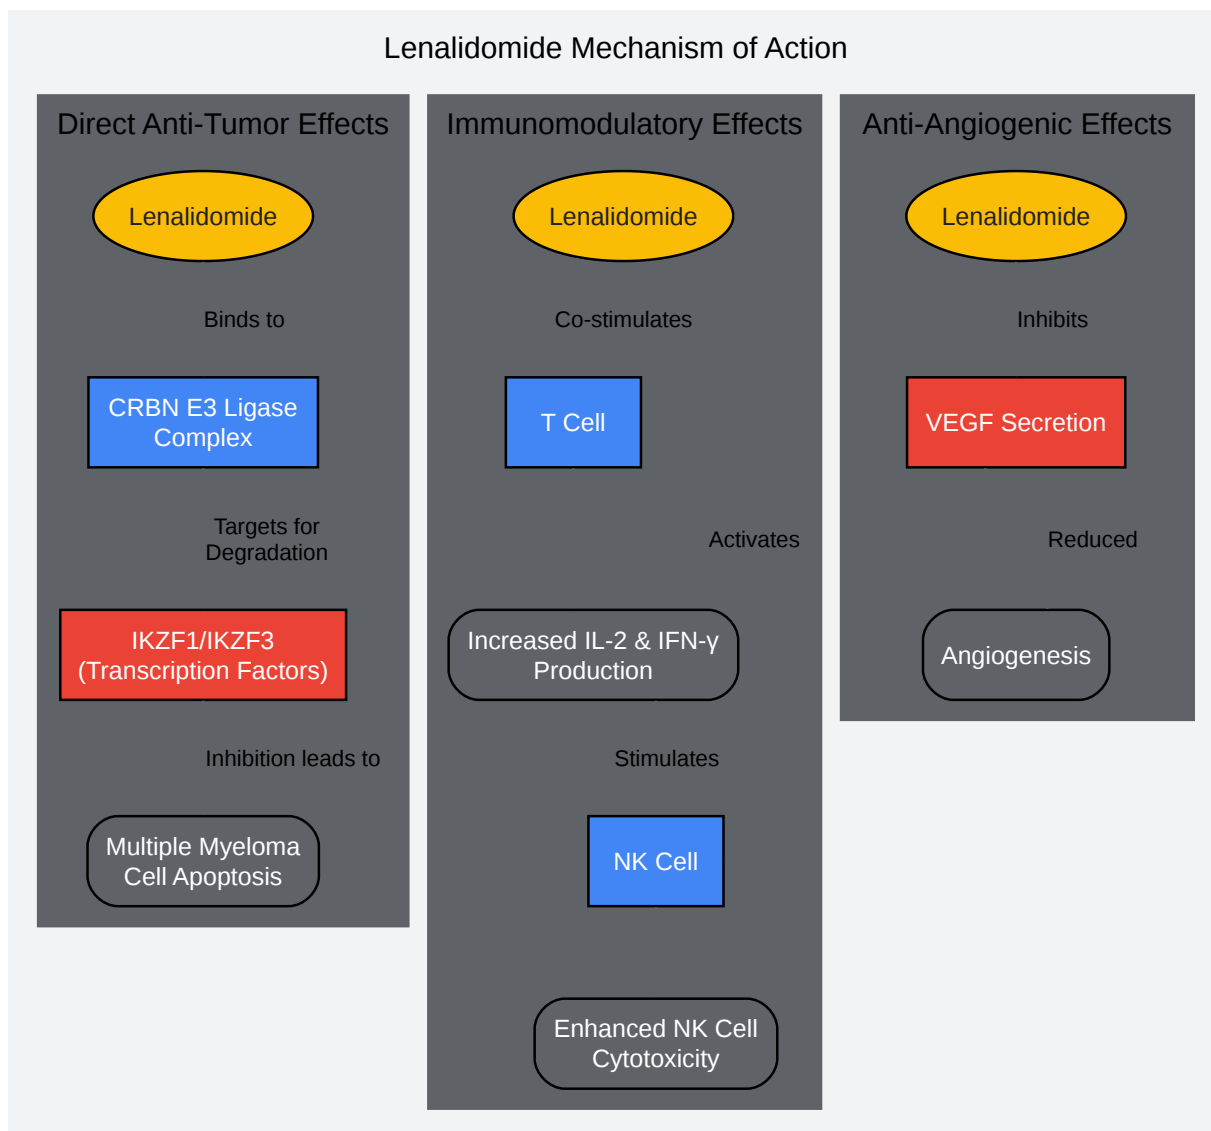 Lenalidomide Mechanism of Action
Direct Anti-Tumor Effects
Lenalidomide
Binds to
CRBN E3 Ligase
Complex
Targets for
Degradation
IKZF1/IKZF3
(Transcription Factors)
Inhibition leads to
Multiple Myeloma
Cell Apoptosis
Immunomodulatory Effects
Lenalidomide
Co-stimulates
T Cell
Activates
Increased IL-2 & IFN-γ
Production
Stimulates
NK Cell
Enhanced NK Cell
Cytotoxicity
Anti-Angiogenic Effects
Lenalidomide
Inhibits
VEGF Secretion
Reduced
Angiogenesis